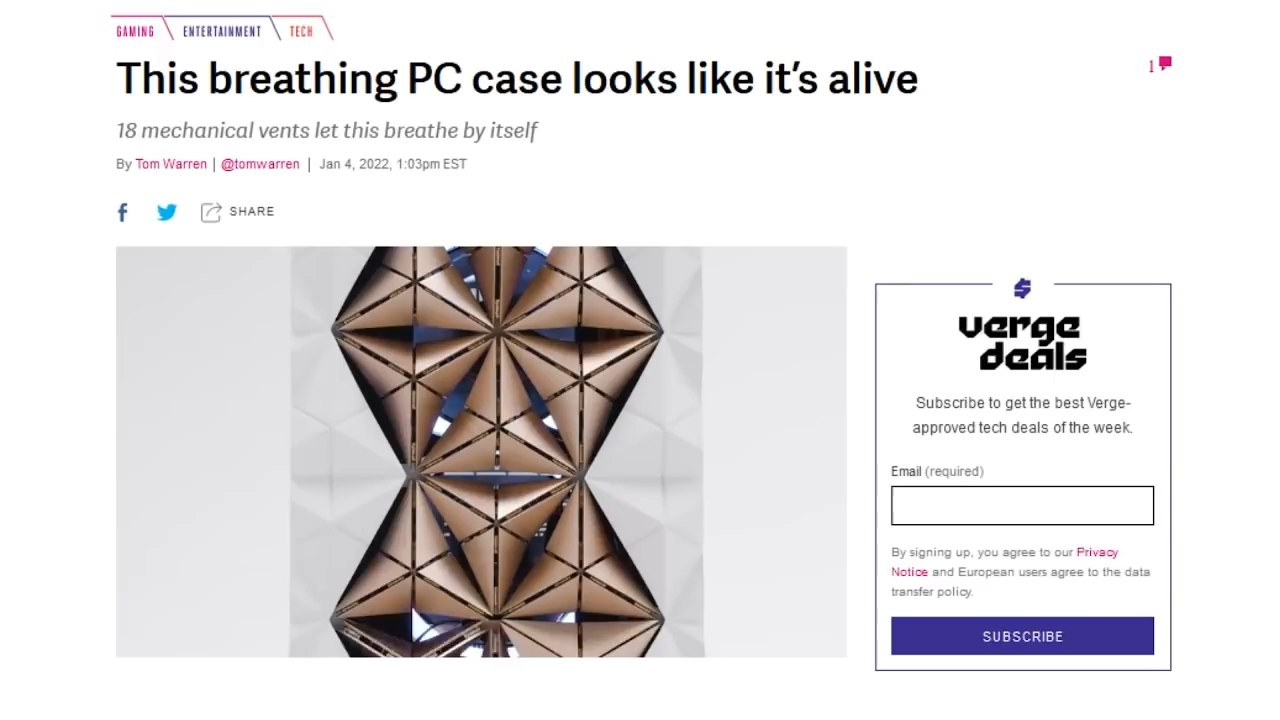 GAMING ENTERTAINMENT TECH
This breathing PC case looks like it's alive
1
18 mechanical vents let this breathe by itself
By Tom Warren | @tomwarren | Jan 4, 2022, 1:03pm EST
SHARE
verge
deals
Subscribe to get the best Verge-
approved tech deals of the week.
Email (required)
By signing up, you agree to our Privacy
Notice and European users agree to the data
transfer policy.
SUBSCRIBE